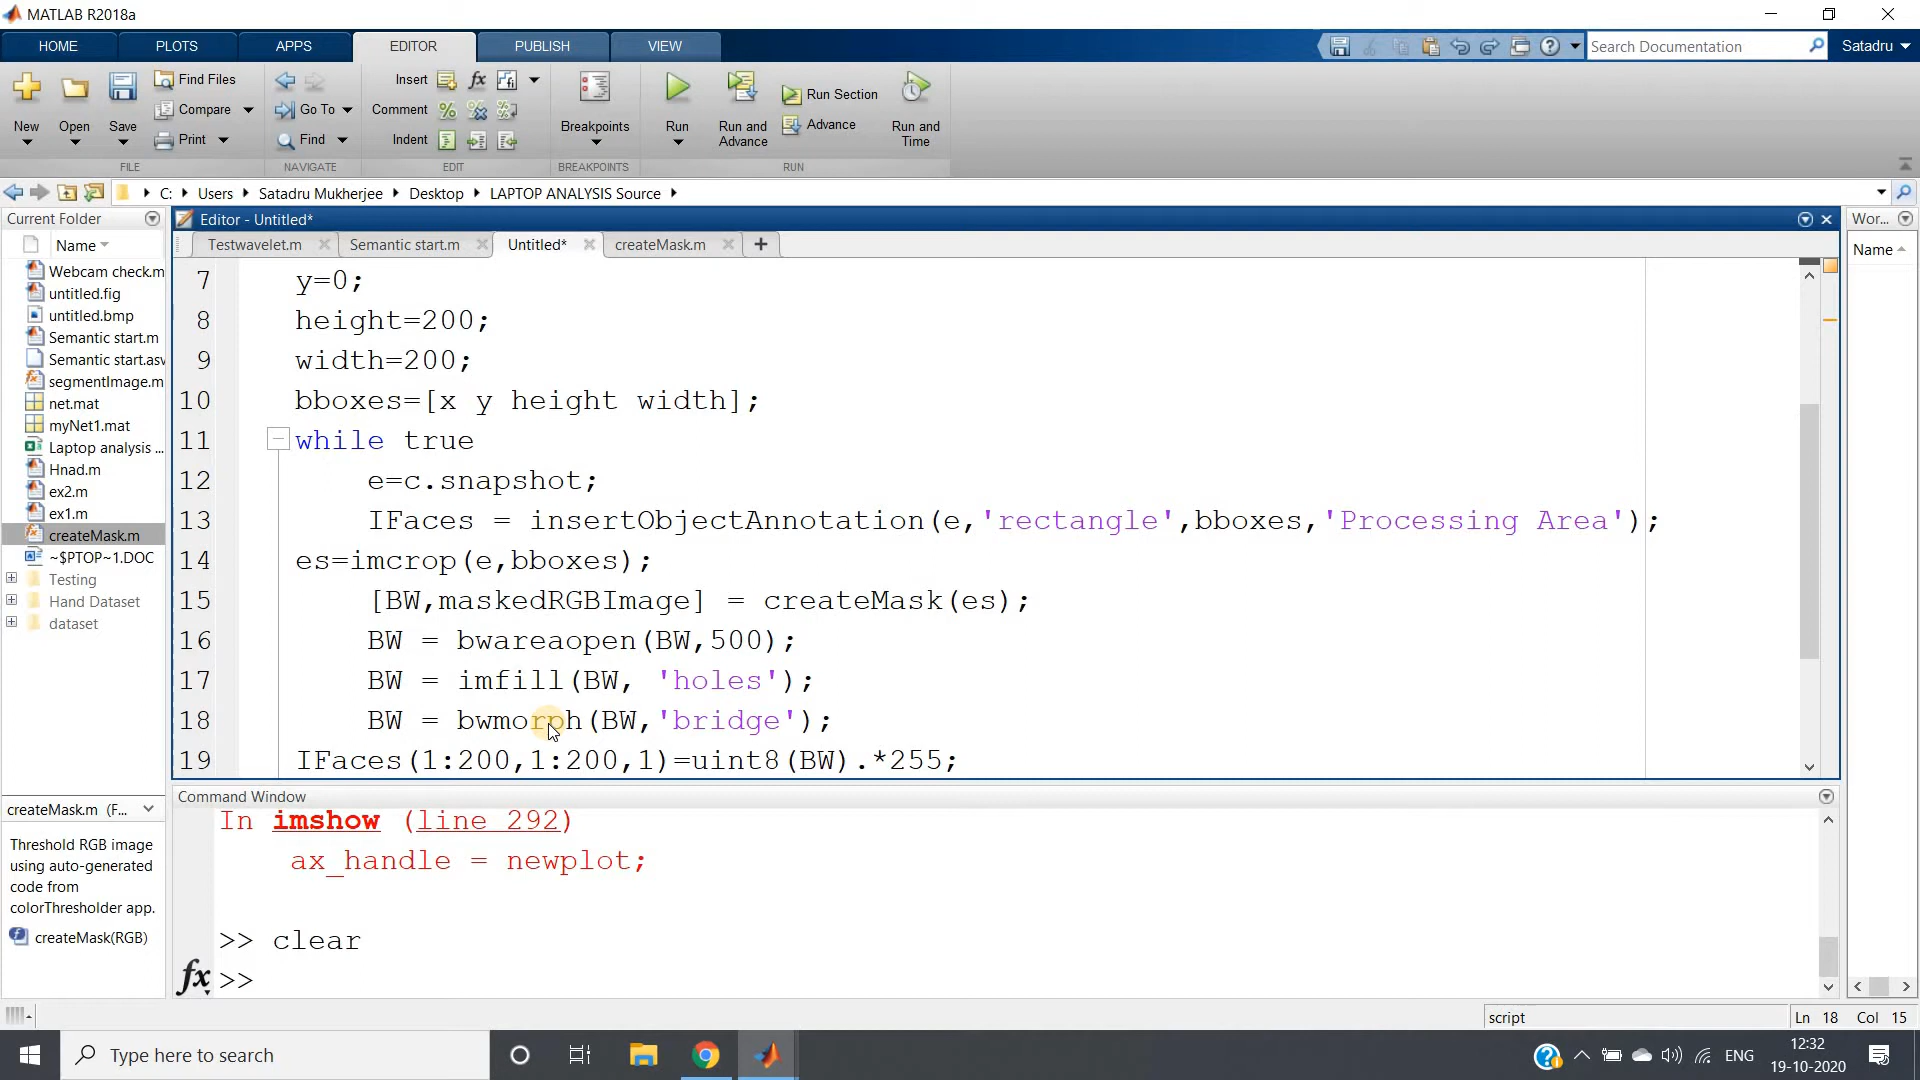 MATLAB R2018a
HOME PLOTS APPS EDITOR PUBLISH VIEW
Search Documentation
Satadru
New
Open
Save
Find Files
Compare
Print
FILE
Go To
Find
NAVIGATE
Insert
Comment
Indent
EDIT
Breakpoints
BREAKPOINTS
Run
Run and Advance
Run Section
Advance
Run and Time
RUN
C: Users Satadru Mukherjee Desktop LAPTOP ANALYSIS Source
Current Folder
Name
Webcam check.m
untitled.fig
untitled.bmp
Semantic start.m
Semantic start.asv
segmentImage.m
net.mat
myNet1.mat
Laptop analysis ...
Hnad.m
ex2.m
ex1.m
createMask.m
~$PTOP~1.DOC
Testing
Hand Dataset
dataset
createMask.m (F...
Threshold RGB image
using auto-generated
code from
colorThresholder app.
createMask(RGB)
Editor - Untitled*
Testwavelet.m Semantic start.m Untitled* createMask.m
7 y=0;
8 height=200;
9 width=200;
10 bboxes=[x y height width];
11 while true
12 e=c.snapshot;
13 IFaces = insertObjectAnnotation(e,'rectangle',bboxes,'Processing Area');
14 es=imcrop(e,bboxes);
15 [BW,maskedRGBImage] = createMask(es);
16 BW = bwareaopen(BW,500);
17 BW = imfill(BW, 'holes');
18 BW = bwmorph(BW,'bridge');
19 IFaces(1:200,1:200,1)=uint8(BW).*255;
Command Window
In imshow (line 292)
ax_handle = newplot;
>> clear
fx >>
Wor...
Name
script
Ln 18 Col 15
Type here to search
ENG
12:32
19-10-2020